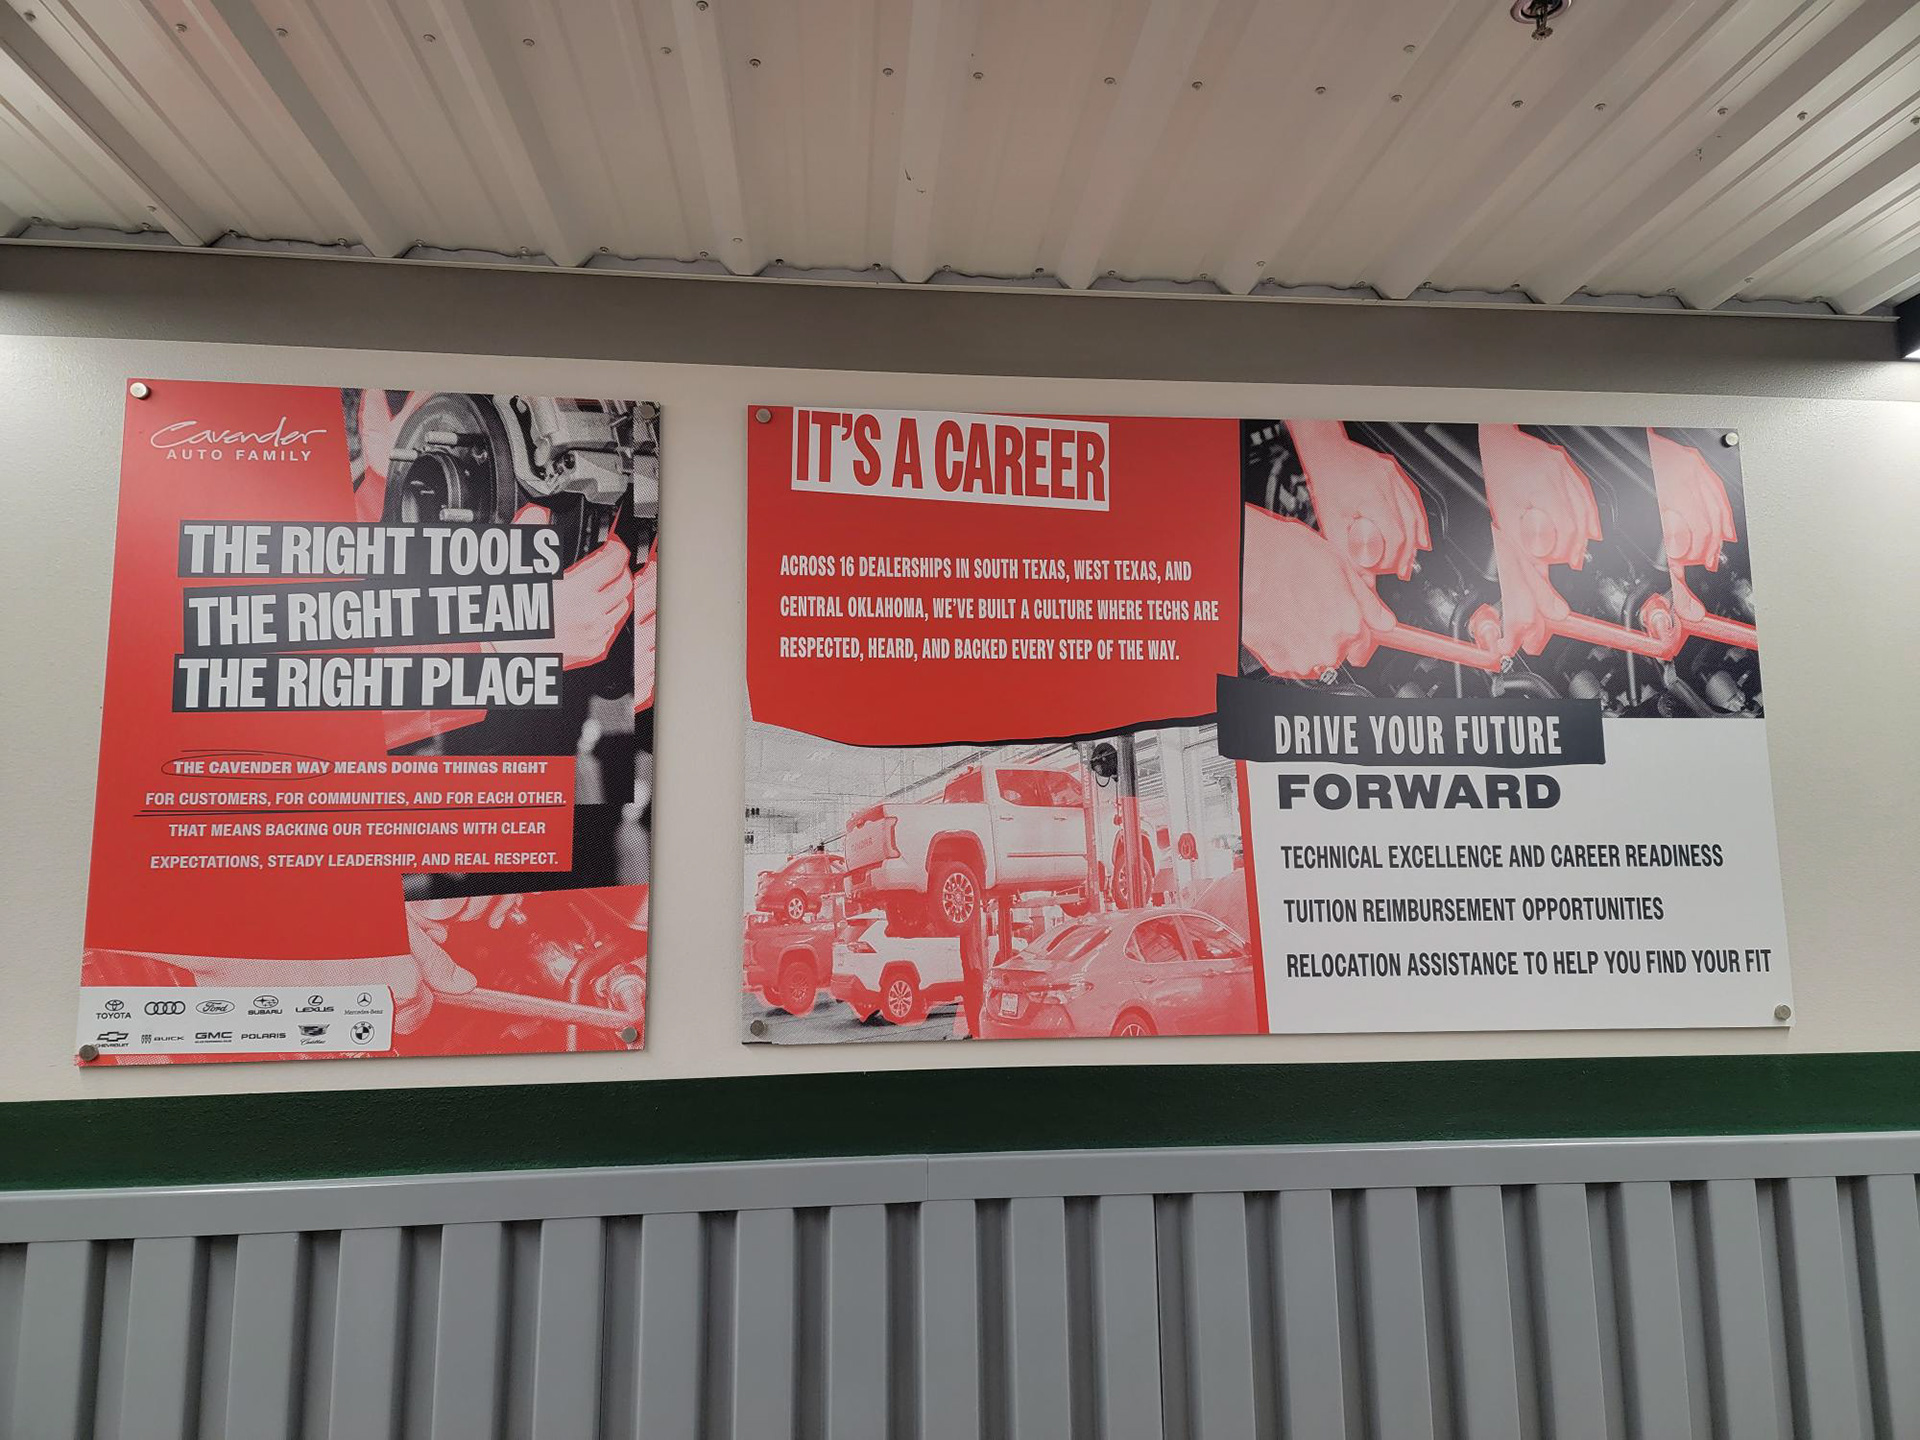 Cavender
AUTO FAMILY
THE RIGHT TOOLS
THE RIGHT TEAM
THE RIGHT PLACE
THE CAVENDER WAY MEANS DOING THINGS RIGHT
FOR CUSTOMERS, FOR COMMUNITIES, AND FOR EACH OTHER.
THAT MEANS BACKING OUR TECHNICIANS WITH CLEAR
EXPECTATIONS, STEADY LEADERSHIP, AND REAL RESPECT.
TOYOTA Ford SUBARU LEXUS Mercedes-Benz
CHEVROLET BUICK GMC POLARIS Cadillac BMW
IT'S A CAREER
ACROSS 16 DEALERSHIPS IN SOUTH TEXAS, WEST TEXAS, AND
CENTRAL OKLAHOMA, WE'VE BUILT A CULTURE WHERE TECHS ARE
RESPECTED, HEARD, AND BACKED EVERY STEP OF THE WAY.
DRIVE YOUR FUTURE
FORWARD
TECHNICAL EXCELLENCE AND CAREER READINESS
TUITION REIMBURSEMENT OPPORTUNITIES
RELOCATION ASSISTANCE TO HELP YOU FIND YOUR FIT